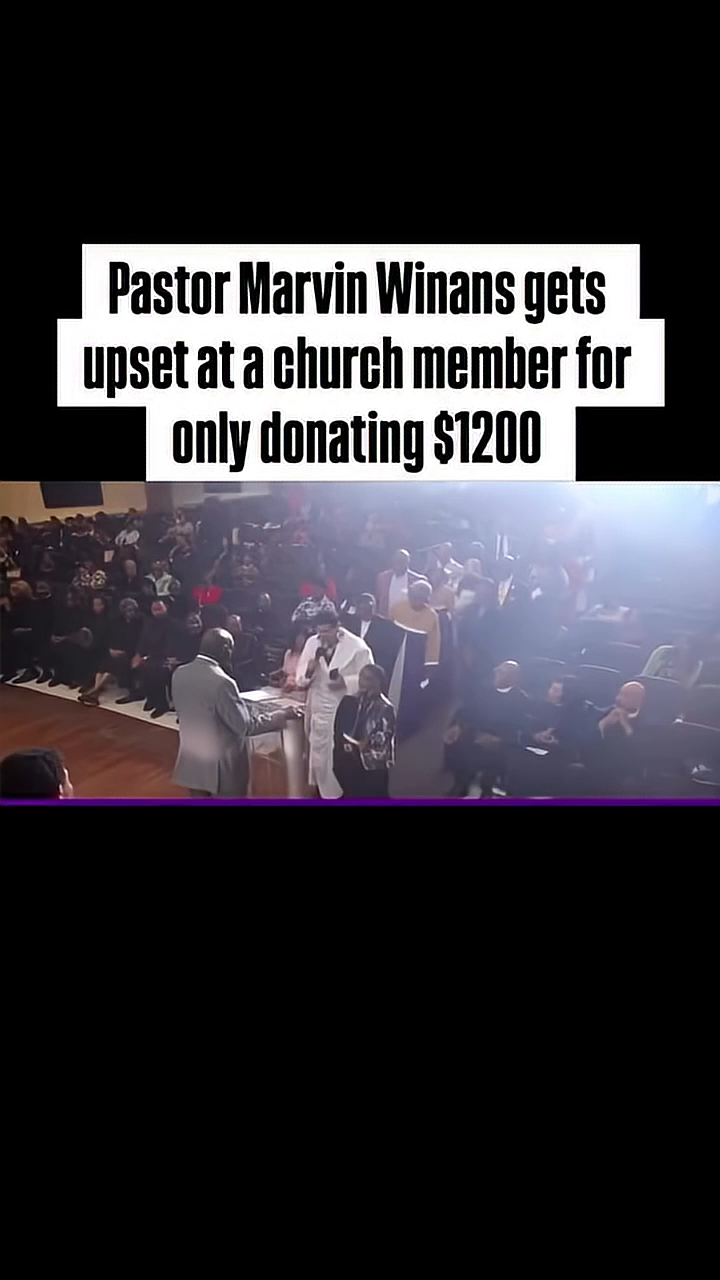 Pastor Marvin Winans gets
upset at a church member for
only donating $1200